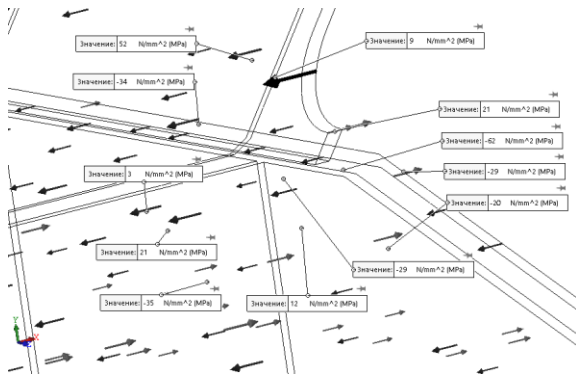 Значение: 52 N/mm^2 (MPa)
Значение: 9 N/mm^2 (MPa)
Значение: -34 N/mm^2 (MPa)
Значение: 21 N/mm^2 (MPa)
Значение: -62 N/mm^2 (MPa)
Значение: 3 N/mm^2 (MPa)
Значение: -29 N/mm^2 (MPa)
Значение: -20 N/mm^2 (MPa)
Значение: 21 N/mm^2 (MPa)
Значение: -29 N/mm^2 (MPa)
Значение: -35 N/mm^2 (MPa)
Значение: 12 N/mm^2 (MPa)
Y
X